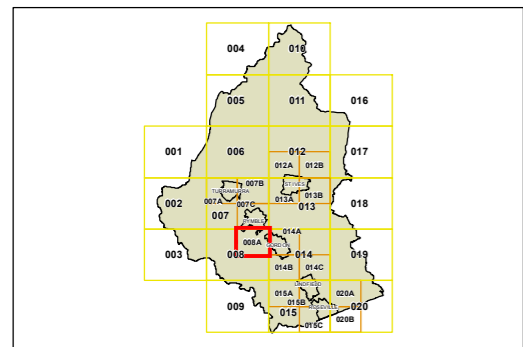 004 010
005 011 016
001 006 012 017
012A 012B
TURRAMURRA 007B ST.IVES
002 007A 007C 013A 013B 018
007 PYMBLE 013
008A 014A
GORDON
003 008 014 019
014B 014C
LINDFIELD
015A 020A
009 015B ROSEVILLE 020
015 020B
015C